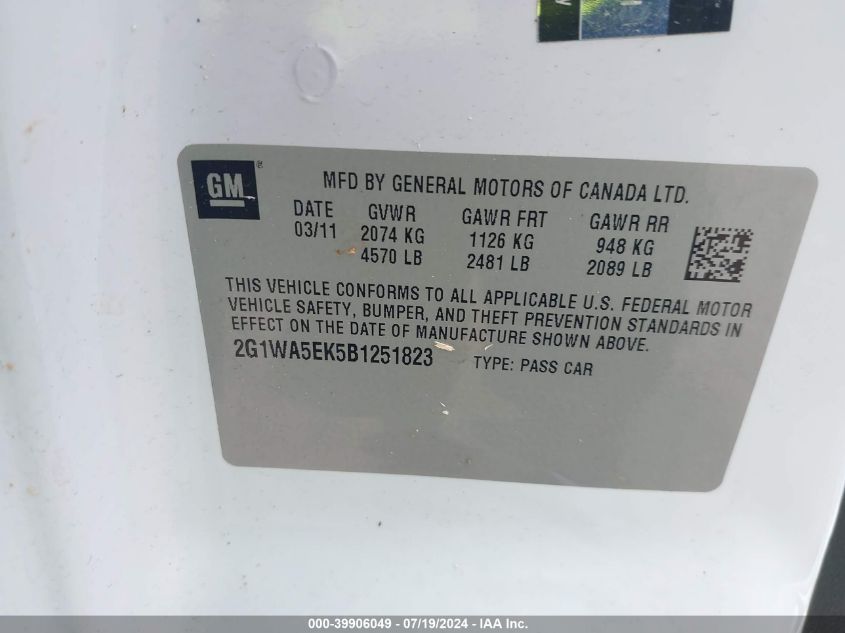 GM ®
MFD BY GENERAL MOTORS OF CANADA LTD.
DATE GVWR GAWR FRT GAWR RR
03/11 2074 KG 1126 KG 948 KG
4570 LB 2481 LB 2089 LB
THIS VEHICLE CONFORMS TO ALL APPLICABLE U.S. FEDERAL MOTOR
VEHICLE SAFETY, BUMPER, AND THEFT PREVENTION STANDARDS IN
EFFECT ON THE DATE OF MANUFACTURE SHOWN ABOVE.
2G1WA5EK5B1251823 TYPE: PASS CAR
000-39906049 - 07/19/2024 - IAA Inc.